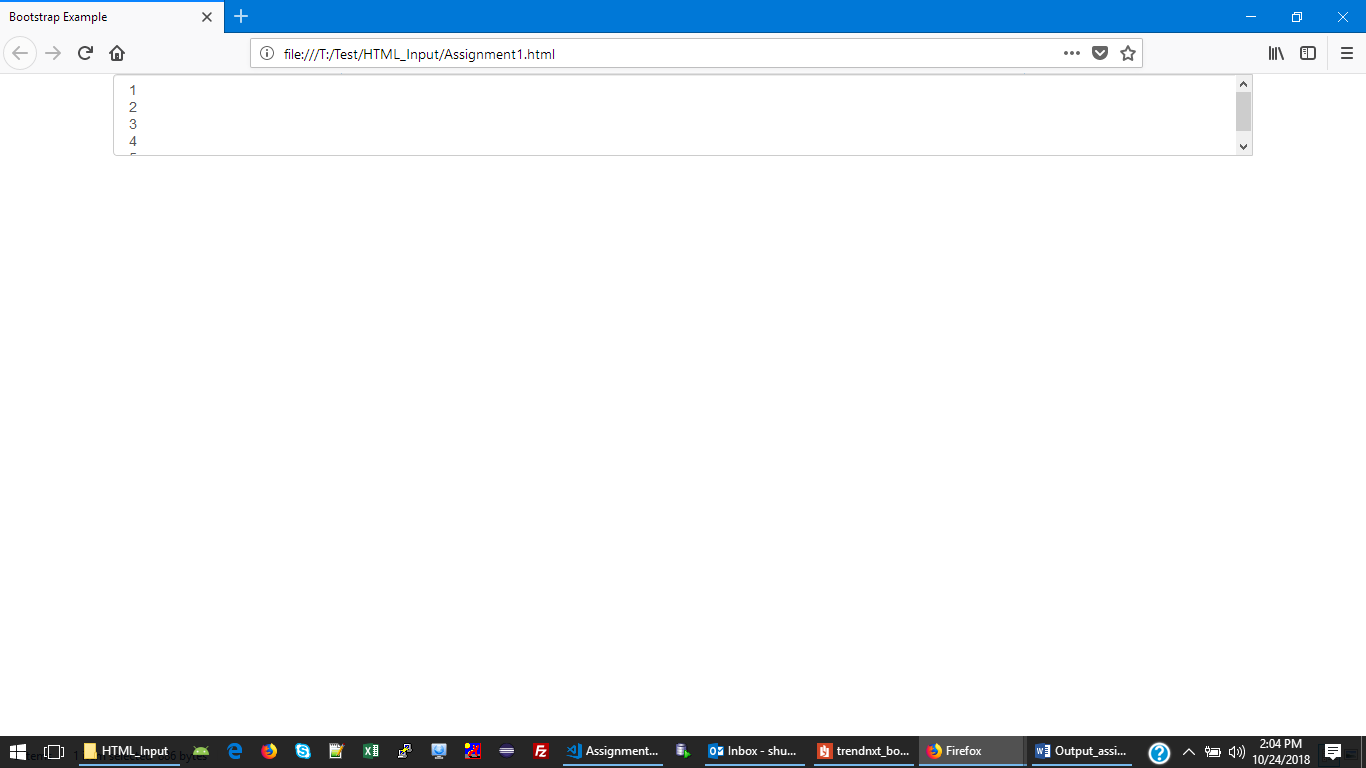 Bootstrap Example
file:///T:/Test/HTML_Input/Assignment1.html
1
2
3
4
5
HTML_Input
Assignment...
Inbox - shu...
trendnxt_bo...
Firefox
Output_assi...
2:04 PM
10/24/2018